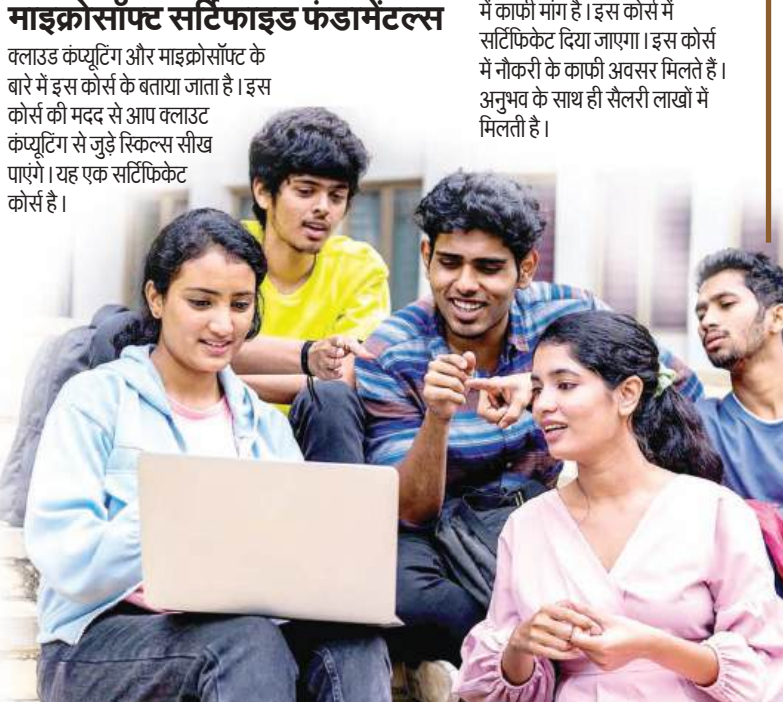 माइक्रोसॉफ्ट सर्टिफाइड फंडामेंटल्स
क्लाउड कंप्यूटिंग और माइक्रोसॉफ्ट के
बारे में इस कोर्स के बताया जाता है। इस
कोर्स की मदद से आप क्लाउट
कंप्यूटिंग से जुड़े स्किल्स सीख
पाएंगे। यह एक सर्टिफिकेट
कोर्स है।
में काफी मांग है। इस कोर्स में
सर्टिफिकेट दिया जाएगा। इस कोर्स
में नौकरी के काफी अवसर मिलते हैं।
अनुभव के साथ ही सैलरी लाखों में
मिलती है।